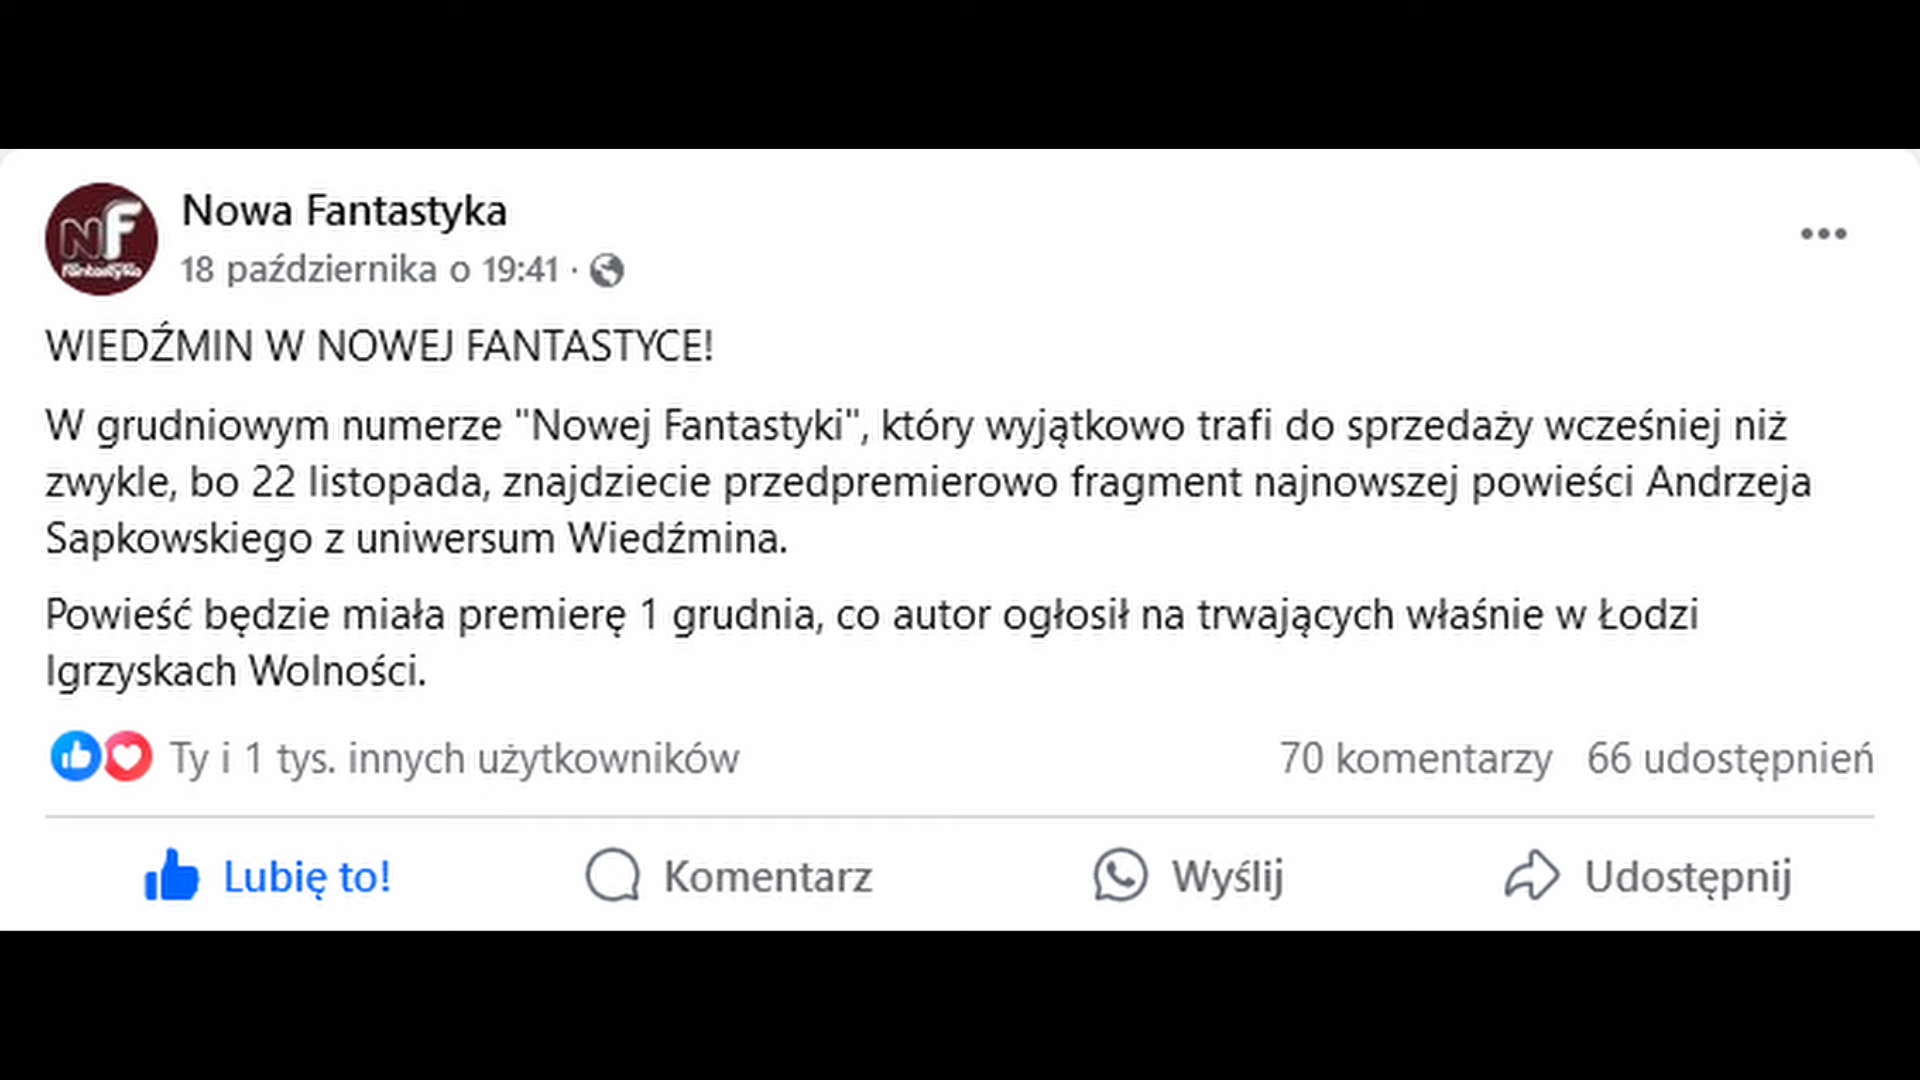 NF
Fantastyka
Nowa Fantastyka
18 października o 19:41 ·
WIEDŹMIN W NOWEJ FANTASTYCE!
W grudniowym numerze "Nowej Fantastyki", który wyjątkowo trafi do sprzedaży wcześniej niż
zwykle, bo 22 listopada, znajdziecie przedpremierowo fragment najnowszej powieści Andrzeja
Sapkowskiego z uniwersum Wiedźmina.
Powieść będzie miała premierę 1 grudnia, co autor ogłosił na trwających właśnie w Łodzi
Igrzyskach Wolności.
Ty i 1 tys. innych użytkowników
70 komentarzy 66 udostępnień
Lubię to! Komentarz Wyślij Udostępnij